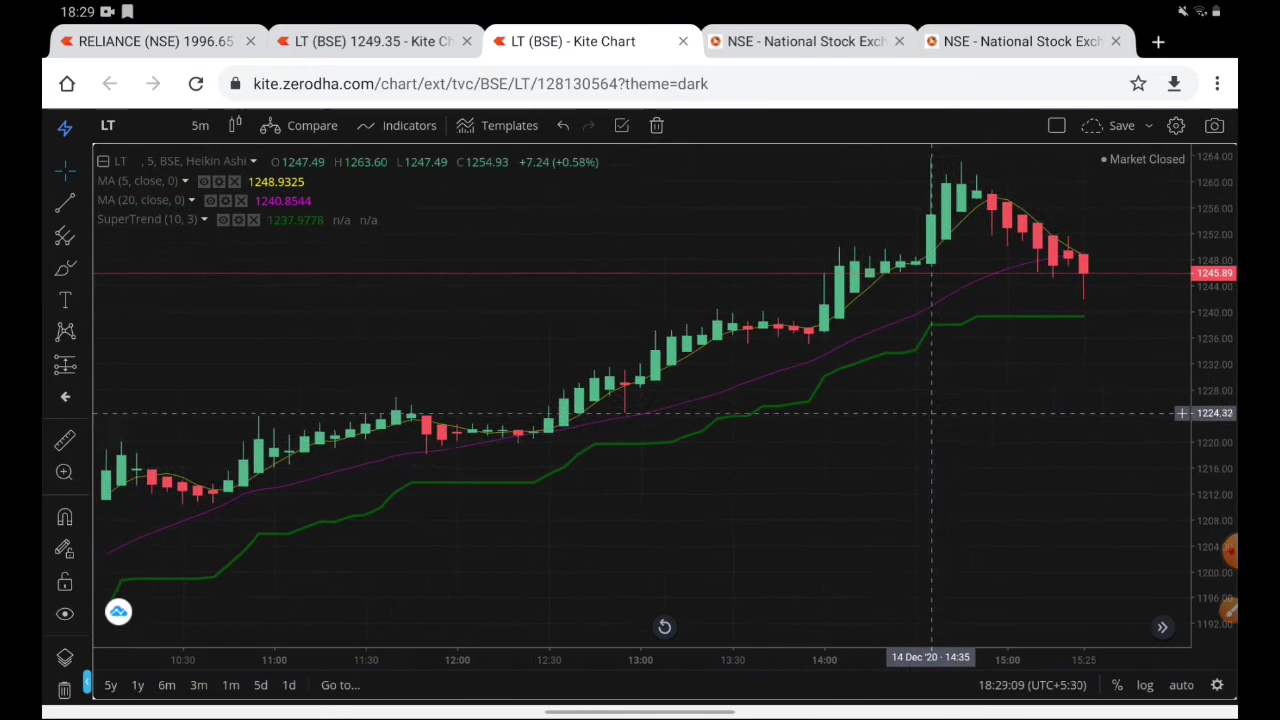 18:29
RELIANCE (NSE) 1996.65
LT (BSE) 1249.35 - Kite Ch
LT (BSE) - Kite Chart
NSE - National Stock Exch
NSE - National Stock Exch
kite.zerodha.com/chart/ext/tvc/BSE/LT/128130564?theme=dark
LT 5m Compare Indicators Templates Save
LT , 5, BSE, Heikin Ashi O1247.49 H1263.60 L1247.49 C1254.93 +7.24 (+0.58%)
Market Closed
MA (5, close, 0) 1248.9325
MA (20, close, 0) 1240.8544
SuperTrend (10, 3) 1237.9778 n/a n/a
1264.00
1260.00
1256.00
1252.00
1248.00
1245.89
1244.00
1240.00
1236.00
1232.00
1228.00
1224.32
1220.00
1216.00
1212.00
1208.00
1204.00
1200.00
1196.00
1192.00
10:30 11:00 11:30 12:00 12:30 13:00 13:30 14:00 14 Dec '20 - 14:35 15:00 15:25
5y 1y 6m 3m 1m 5d 1d Go to... 18:29:09 (UTC+5:30) % log auto